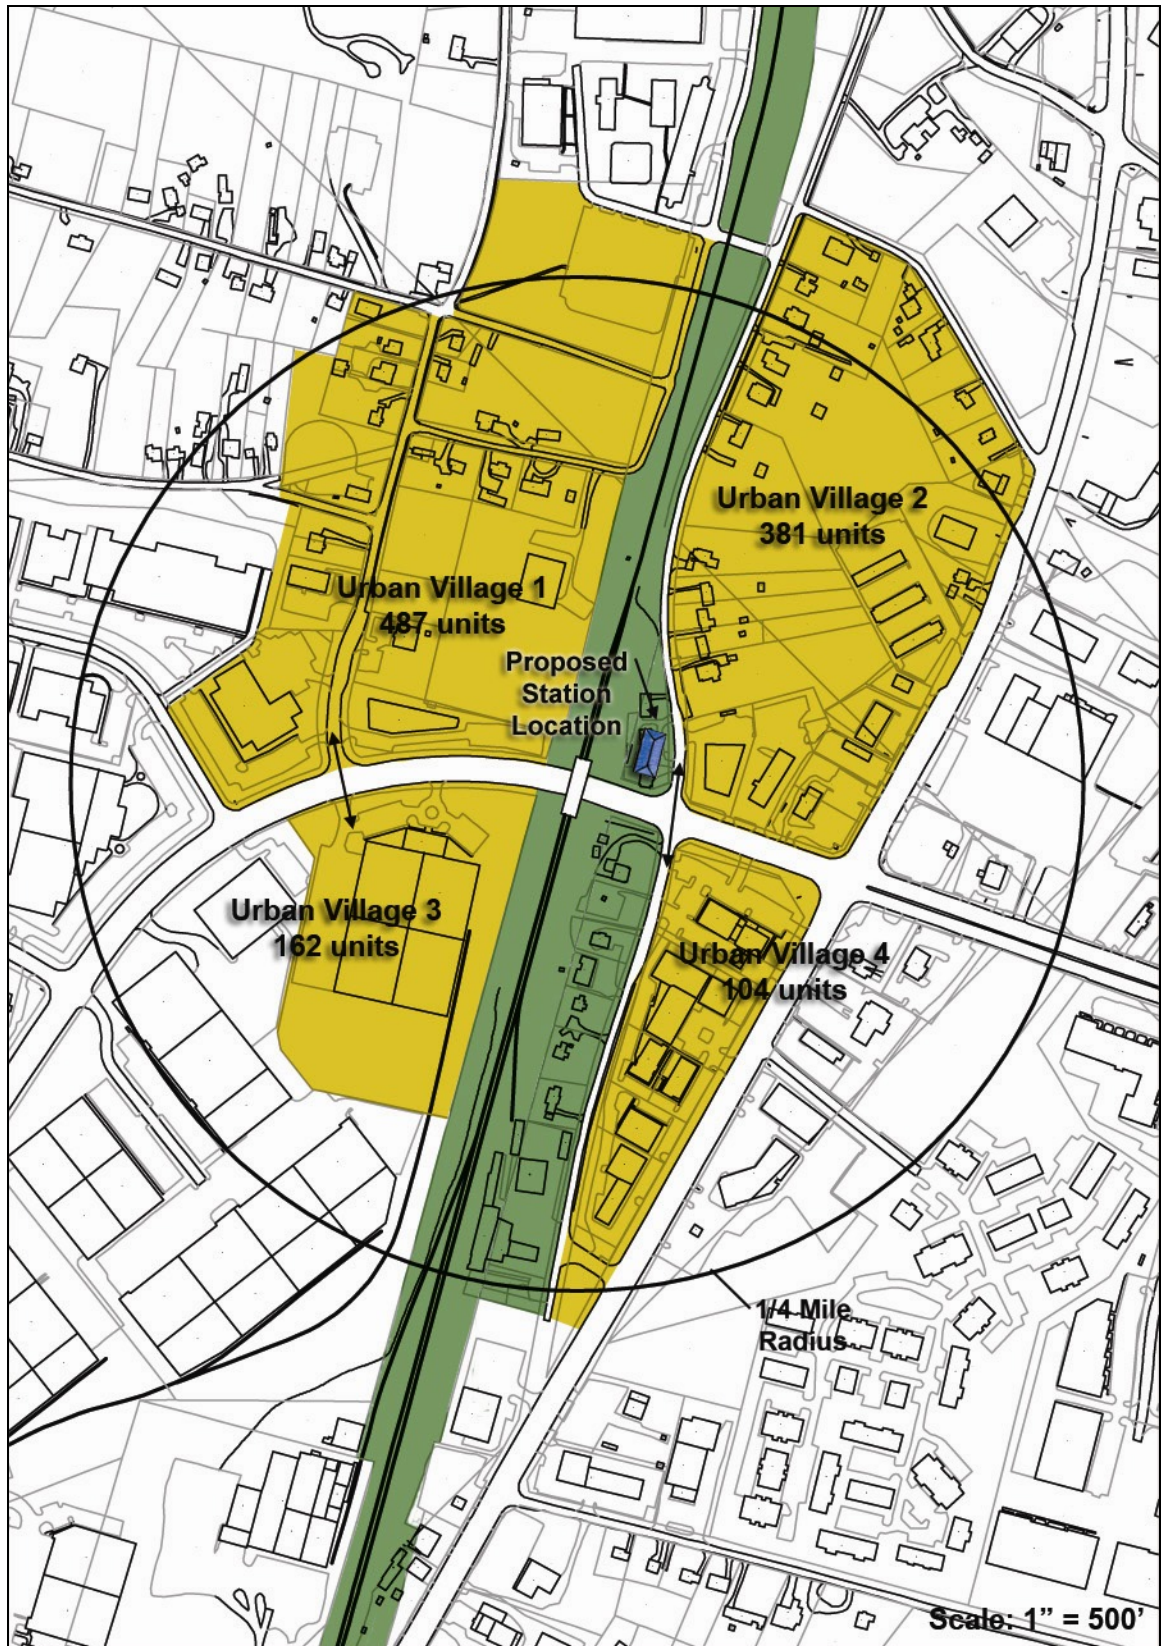 Urban Village 2
381 units
Urban Village 1
487 units
Proposed
Station
Location
Urban Village 3
162 units
Urban Village 4
104 units
1/4 Mile
Radius
Scale: 1” = 500’